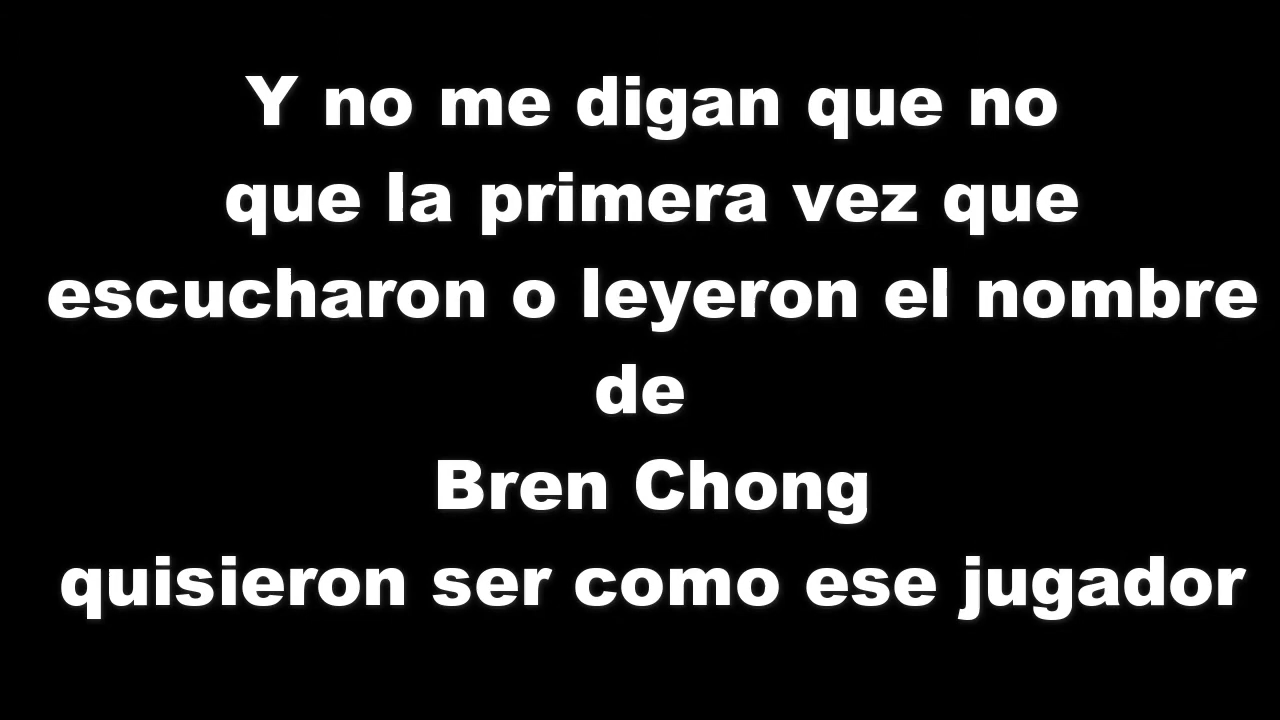 Y no me digan que no
que la primera vez que
escucharon o leyeron el nombre
de
Bren Chong
quisieron ser como ese jugador